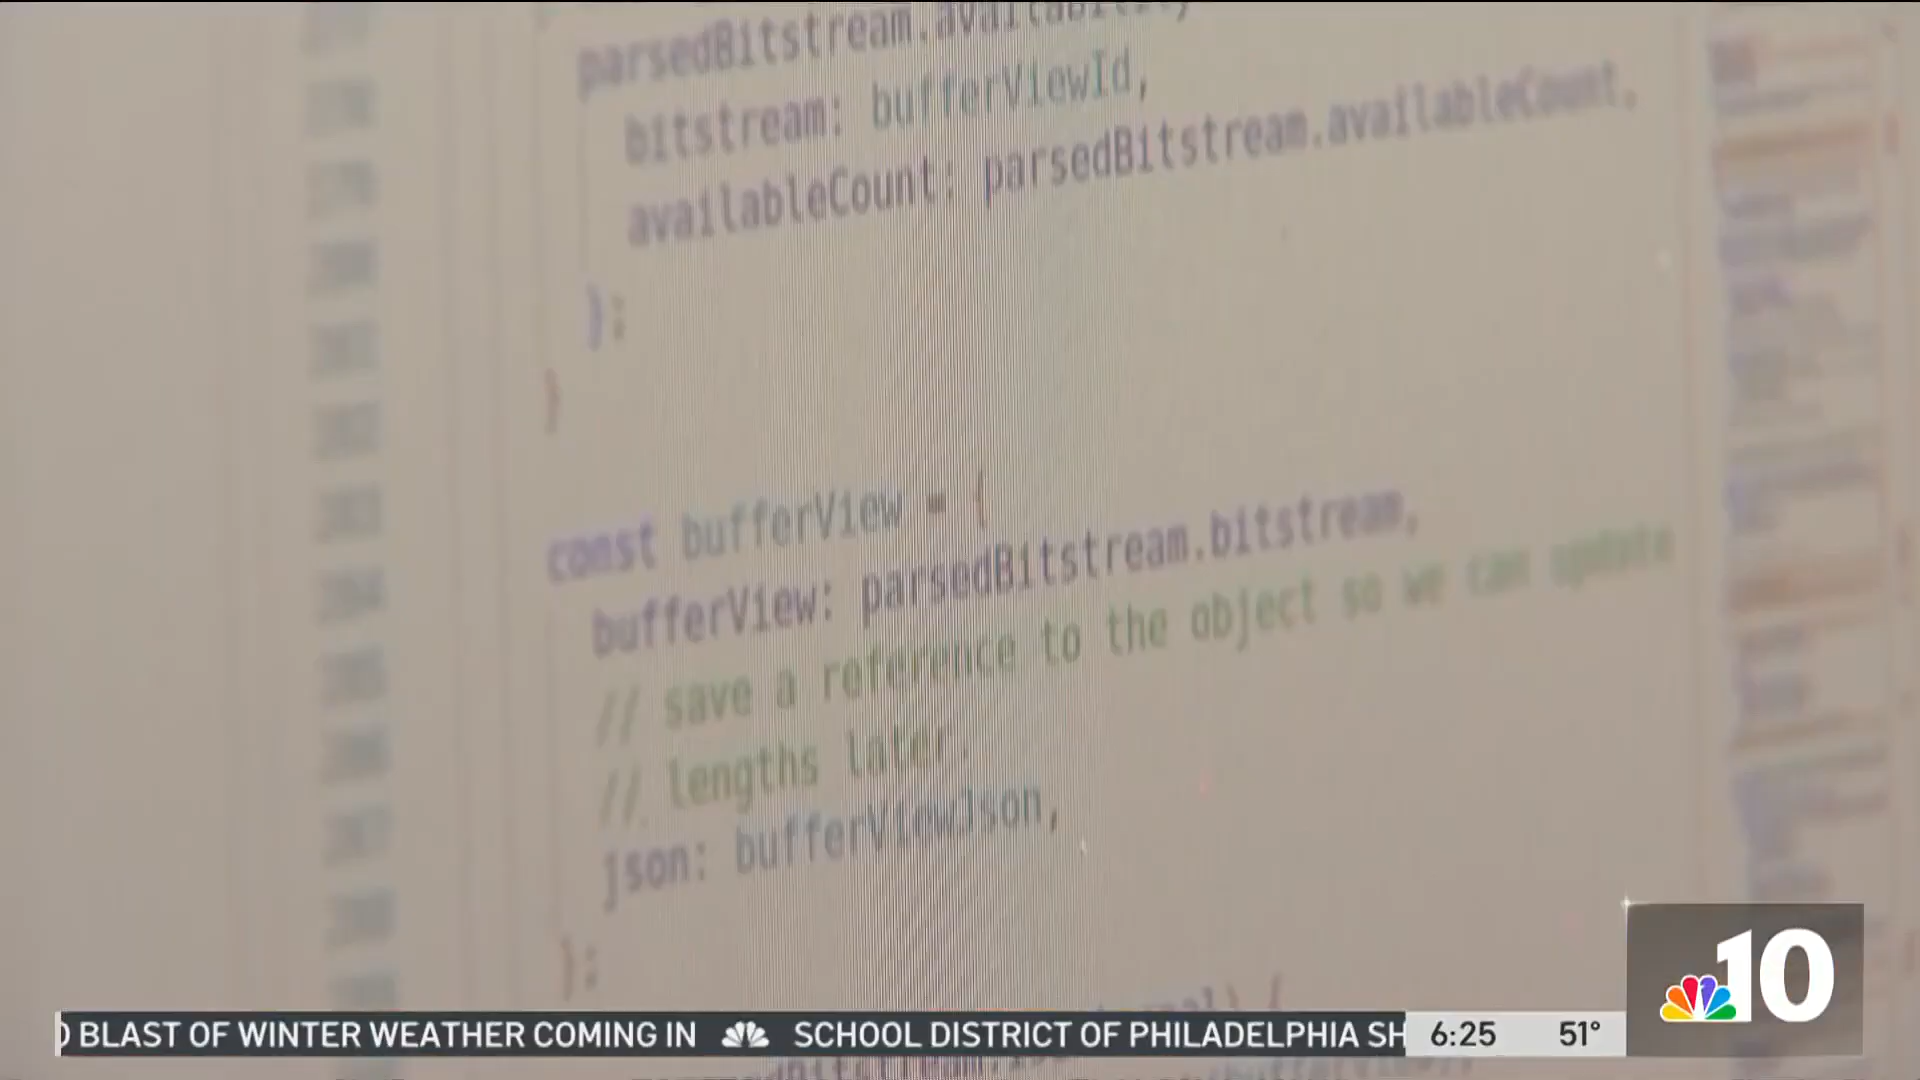 parsedBitstream.availability
bitstream: bufferViewId,
availableCount: parsedBitstream.availableCount,
};
}
const bufferView = {
bufferView: parsedBitstream.bitstream,
// save a reference to the object so we can update
// lengths later.
json: bufferViewJson,
};
BLAST OF WINTER WEATHER COMING IN SCHOOL DISTRICT OF PHILADELPHIA SH 6:25 51°
10